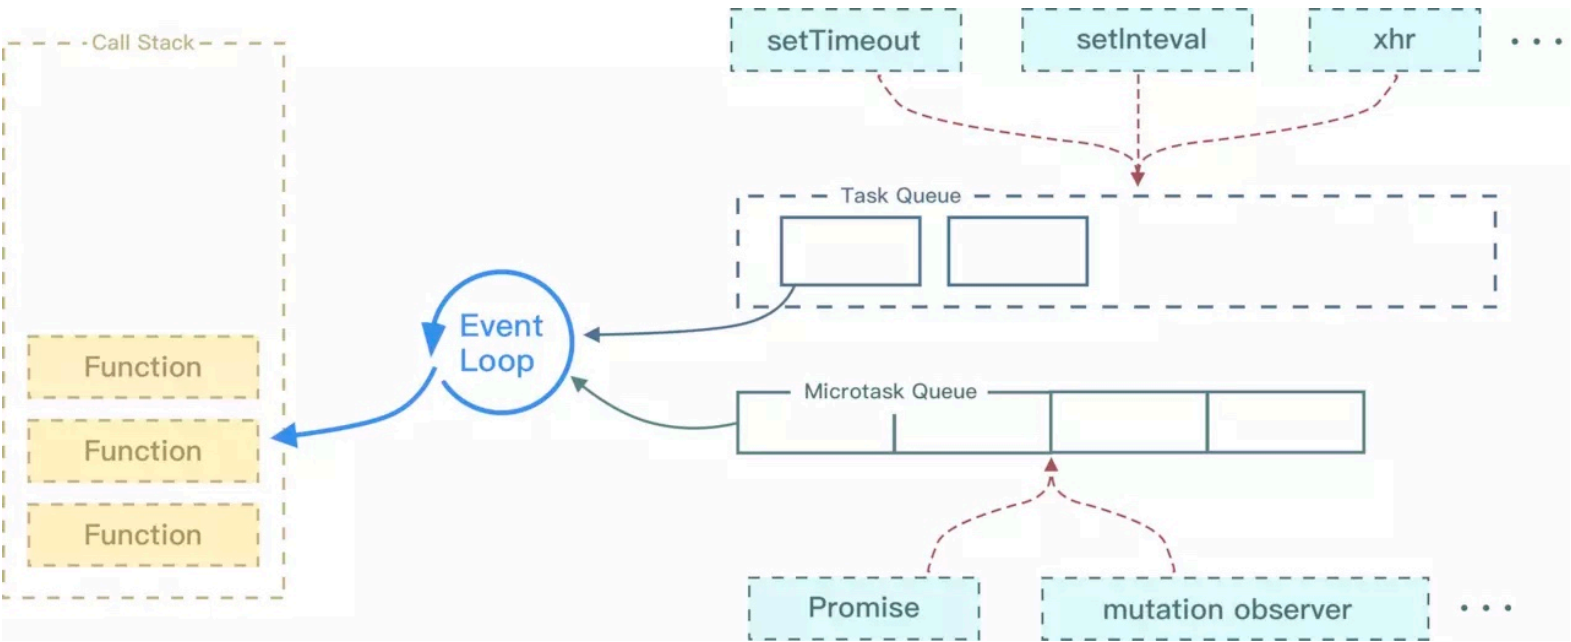 Call Stack
setTimeout
setInteval
xhr
...
Task Queue
Event
Loop
Function
Function
Function
Microtask Queue
Promise
mutation observer
...